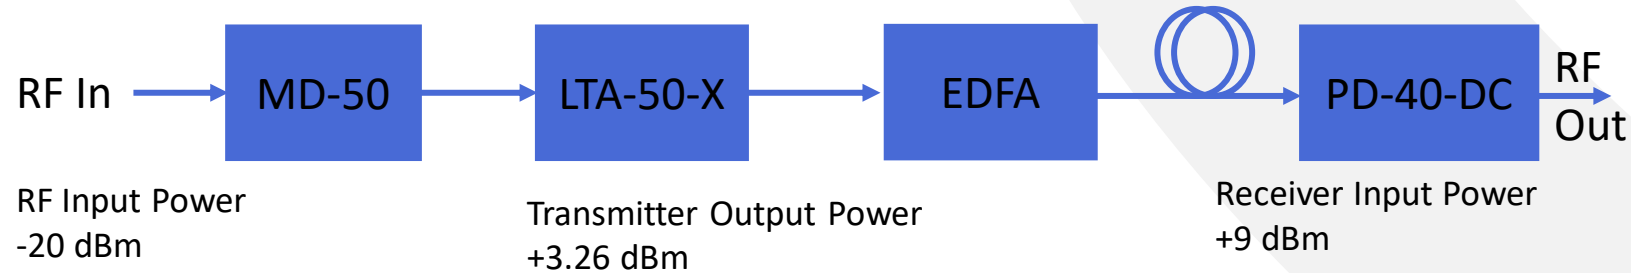 RF In
MD-50
LTA-50-X
EDFA
PD-40-DC
RF
Out
RF Input Power
-20 dBm
Transmitter Output Power
+3.26 dBm
Receiver Input Power
+9 dBm